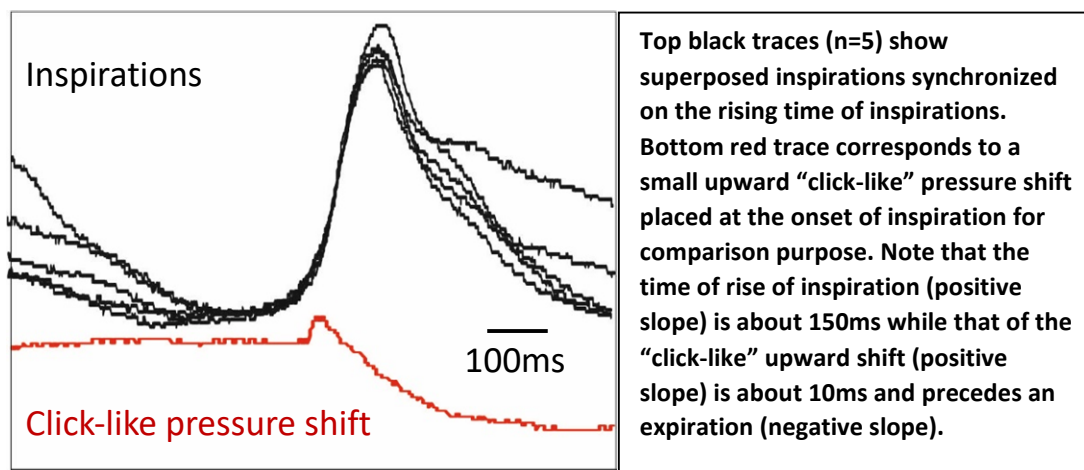 Inspirations
100ms
Click-like pressure shift
Top black traces (n=5) show
superposed inspirations synchronized
on the rising time of inspirations.
Bottom red trace corresponds to a
small upward “click-like” pressure shift
placed at the onset of inspiration for
comparison purpose. Note that the
time of rise of inspiration (positive
slope) is about 150ms while that of the
“click-like” upward shift (positive
slope) is about 10ms and precedes an
expiration (negative slope).